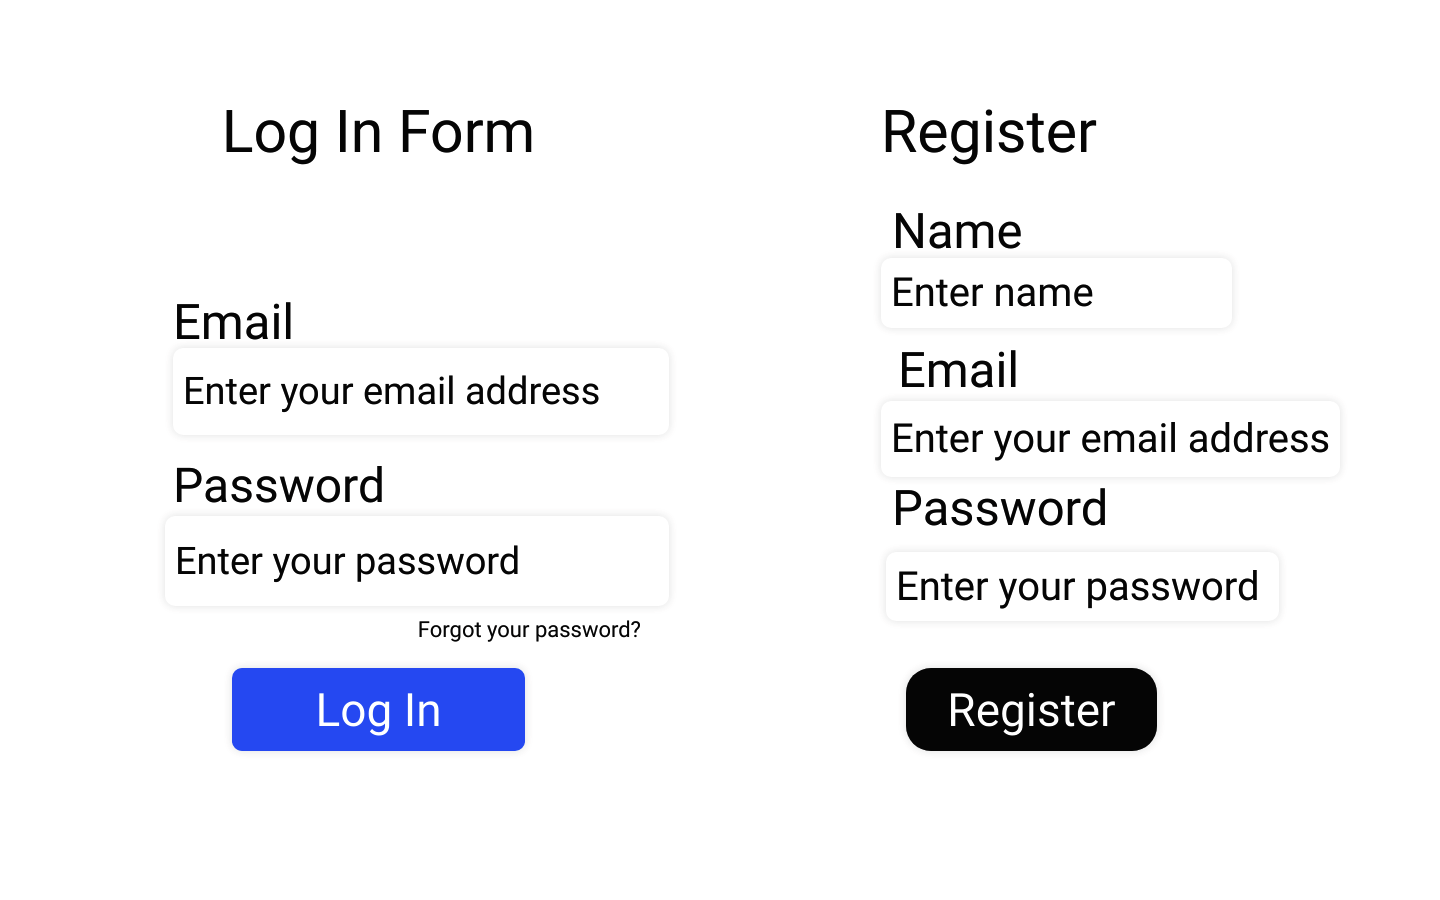 Log In Form
Email
Enter your email address
Password
Enter your password
Forgot your password?
Log In
Register
Name
Enter name
Email
Enter your email address
Password
Enter your password
Register